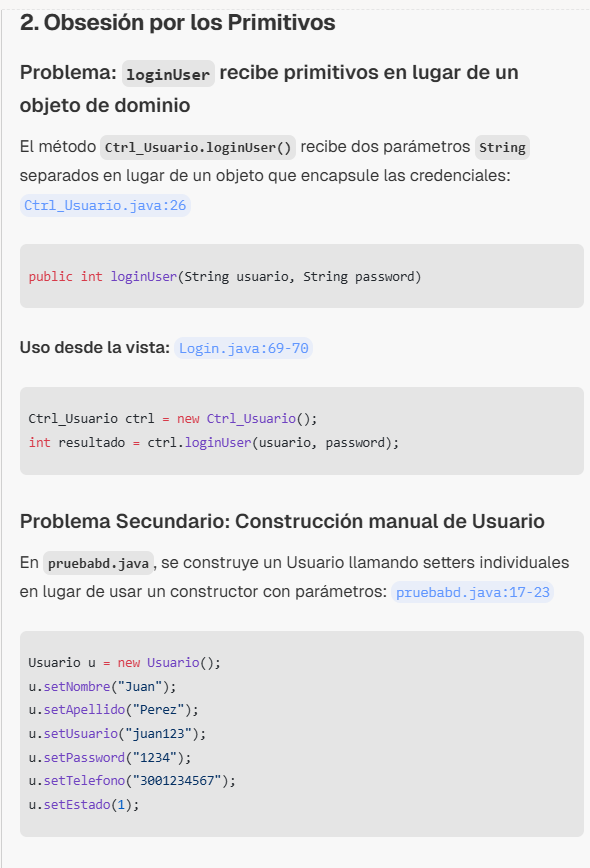 2. Obsesión por los Primitivos
Problema: loginUser recibe primitivos en lugar de un
objeto de dominio
El método Ctrl_Usuario.loginUser() recibe dos parámetros String
separados en lugar de un objeto que encapsule las credenciales:
Ctrl_Usuario.java:26
public int loginUser(String usuario, String password)
Uso desde la vista: Login.java:69-70
Ctrl_Usuario ctrl = new Ctrl_Usuario();
int resultado = ctrl.loginUser(usuario, password);
Problema Secundario: Construcción manual de Usuario
En pruebabd.java, se construye un Usuario llamando setters individuales
en lugar de usar un constructor con parámetros: pruebabd.java:17-23
Usuario u = new Usuario();
u.setNombre("Juan");
u.setApellido("Perez");
u.setUsuario("juan123");
u.setPassword("1234");
u.setTelefono("3001234567");
u.setEstado(1);